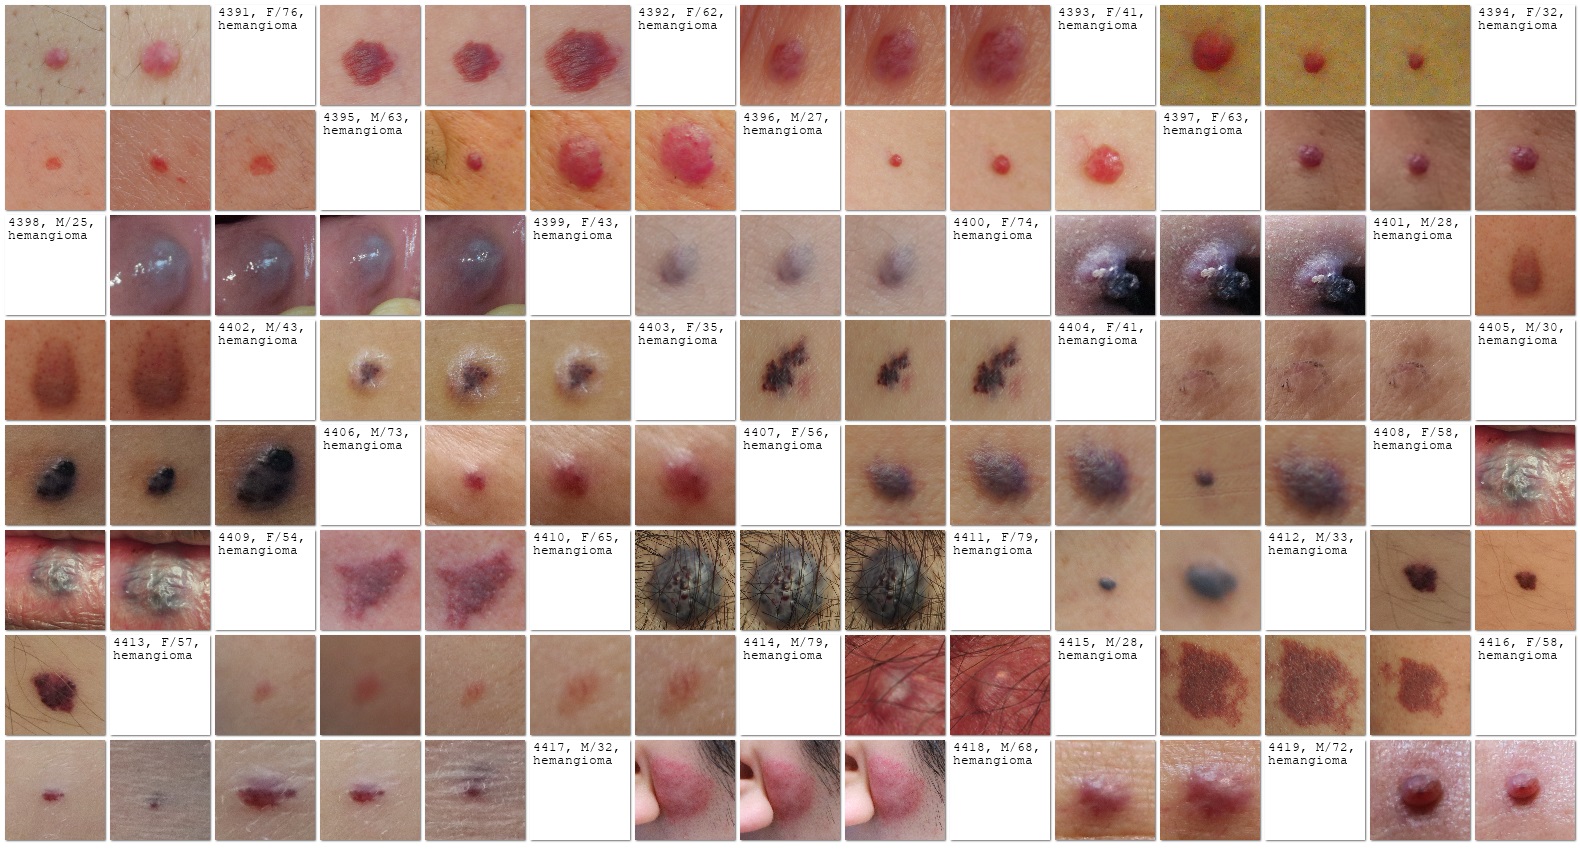 4391, F/76,
hemangioma
4392, F/62,
hemangioma
4393, F/41,
hemangioma
4394, F/32,
hemangioma
4395, M/63,
hemangioma
4396, M/27,
hemangioma
4397, F/63,
hemangioma
4398, M/25,
hemangioma
4399, F/43,
hemangioma
4400, F/74,
hemangioma
4401, M/28,
hemangioma
4402, M/43,
hemangioma
4403, F/35,
hemangioma
4404, F/41,
hemangioma
4405, M/30,
hemangioma
4406, M/73,
hemangioma
4407, F/56,
hemangioma
4408, F/58,
hemangioma
4409, F/54,
hemangioma
4410, F/65,
hemangioma
4411, F/79,
hemangioma
4412, M/33,
hemangioma
4413, F/57,
hemangioma
4414, M/79,
hemangioma
4415, M/28,
hemangioma
4416, F/58,
hemangioma
4417, M/32,
hemangioma
4418, M/68,
hemangioma
4419, M/72,
hemangioma